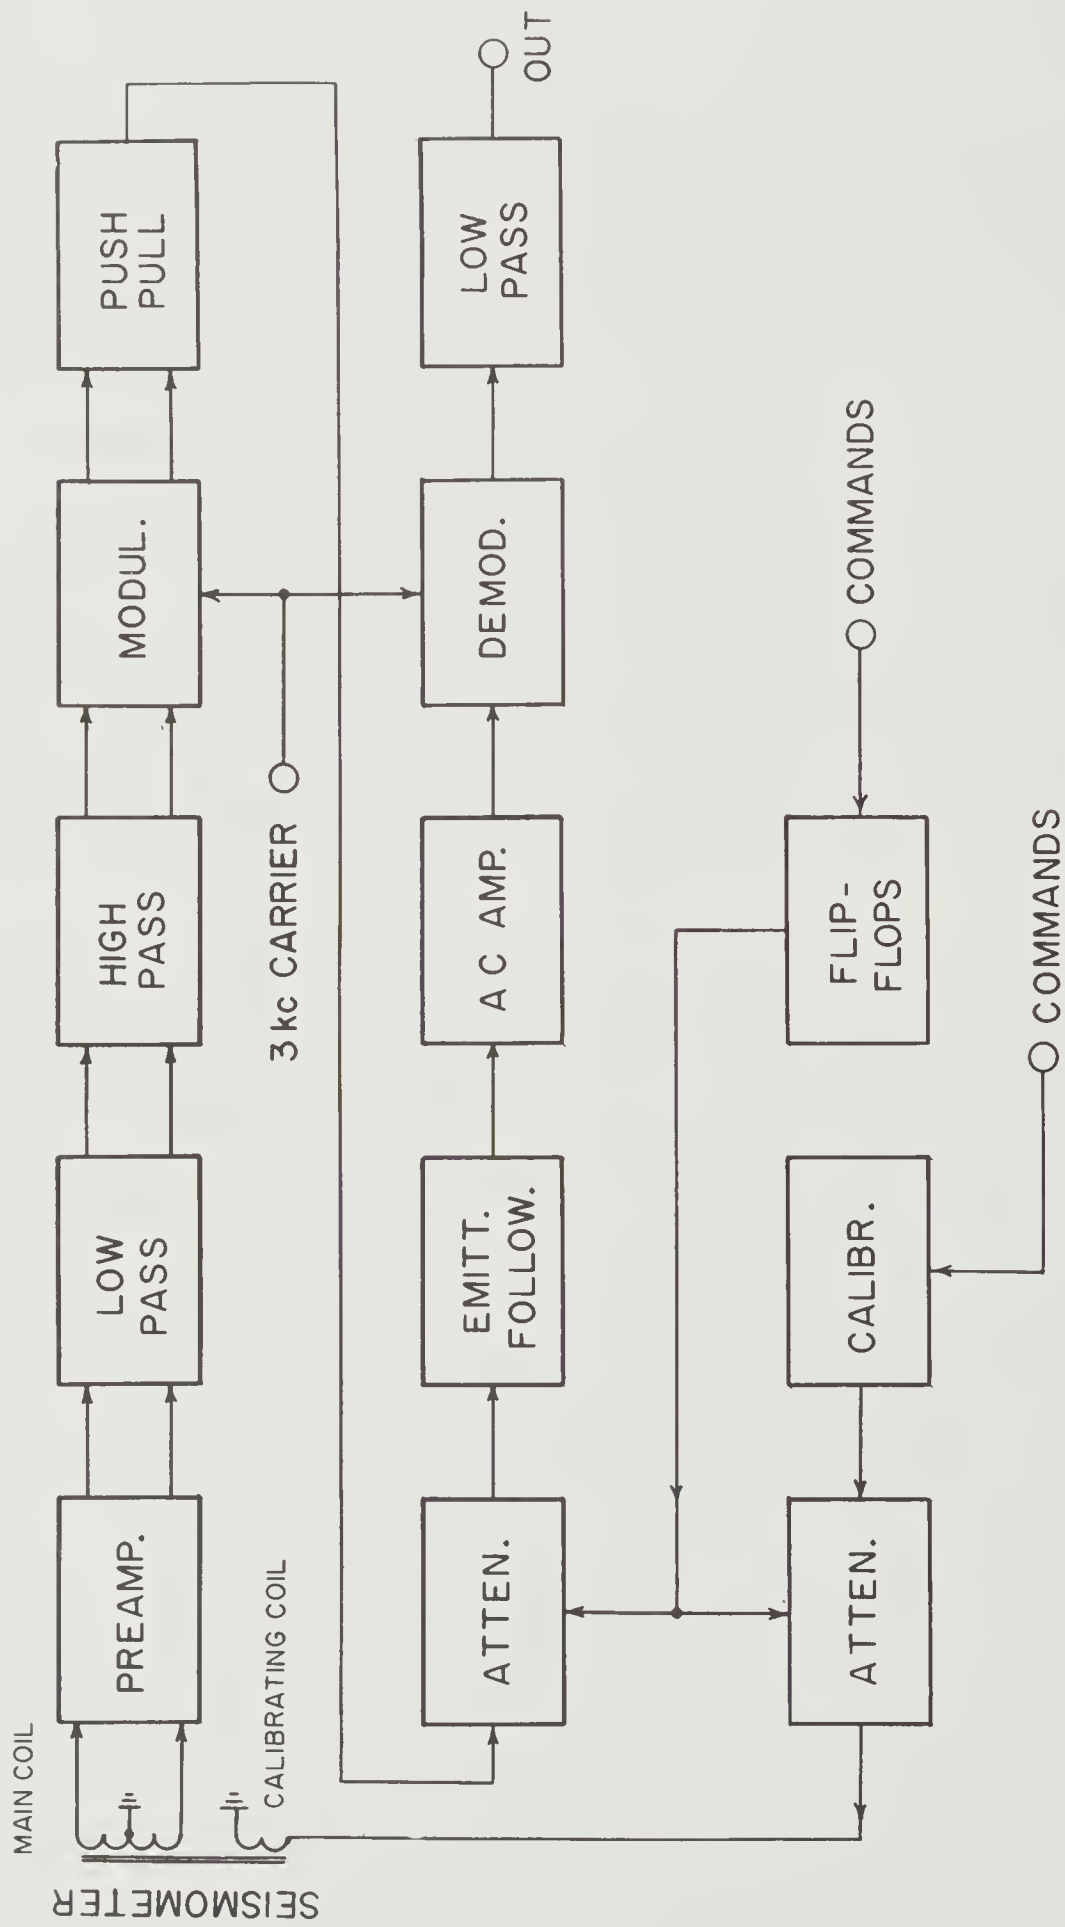 SEISMOMETER
MAIN COIL
CALIBRATING COIL
PREAMP.
LOW
PASS
HIGH
PASS
MODUL.
PUSH
PULL
3 kc CARRIER
ATTEN.
EMITT.
FOLLOW.
A C AMP.
DEMOD.
LOW
PASS
OUT
ATTEN.
CALIBR.
FLIP-
FLOPS
COMMANDS
COMMANDS